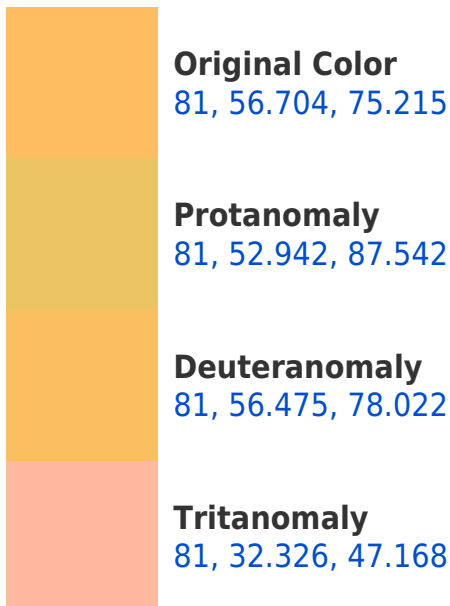 Original Color
81, 56.704, 75.215
Protanomaly
81, 52.942, 87.542
Deuteranomaly
81, 56.475, 78.022
Tritanomaly
81, 32.326, 47.168